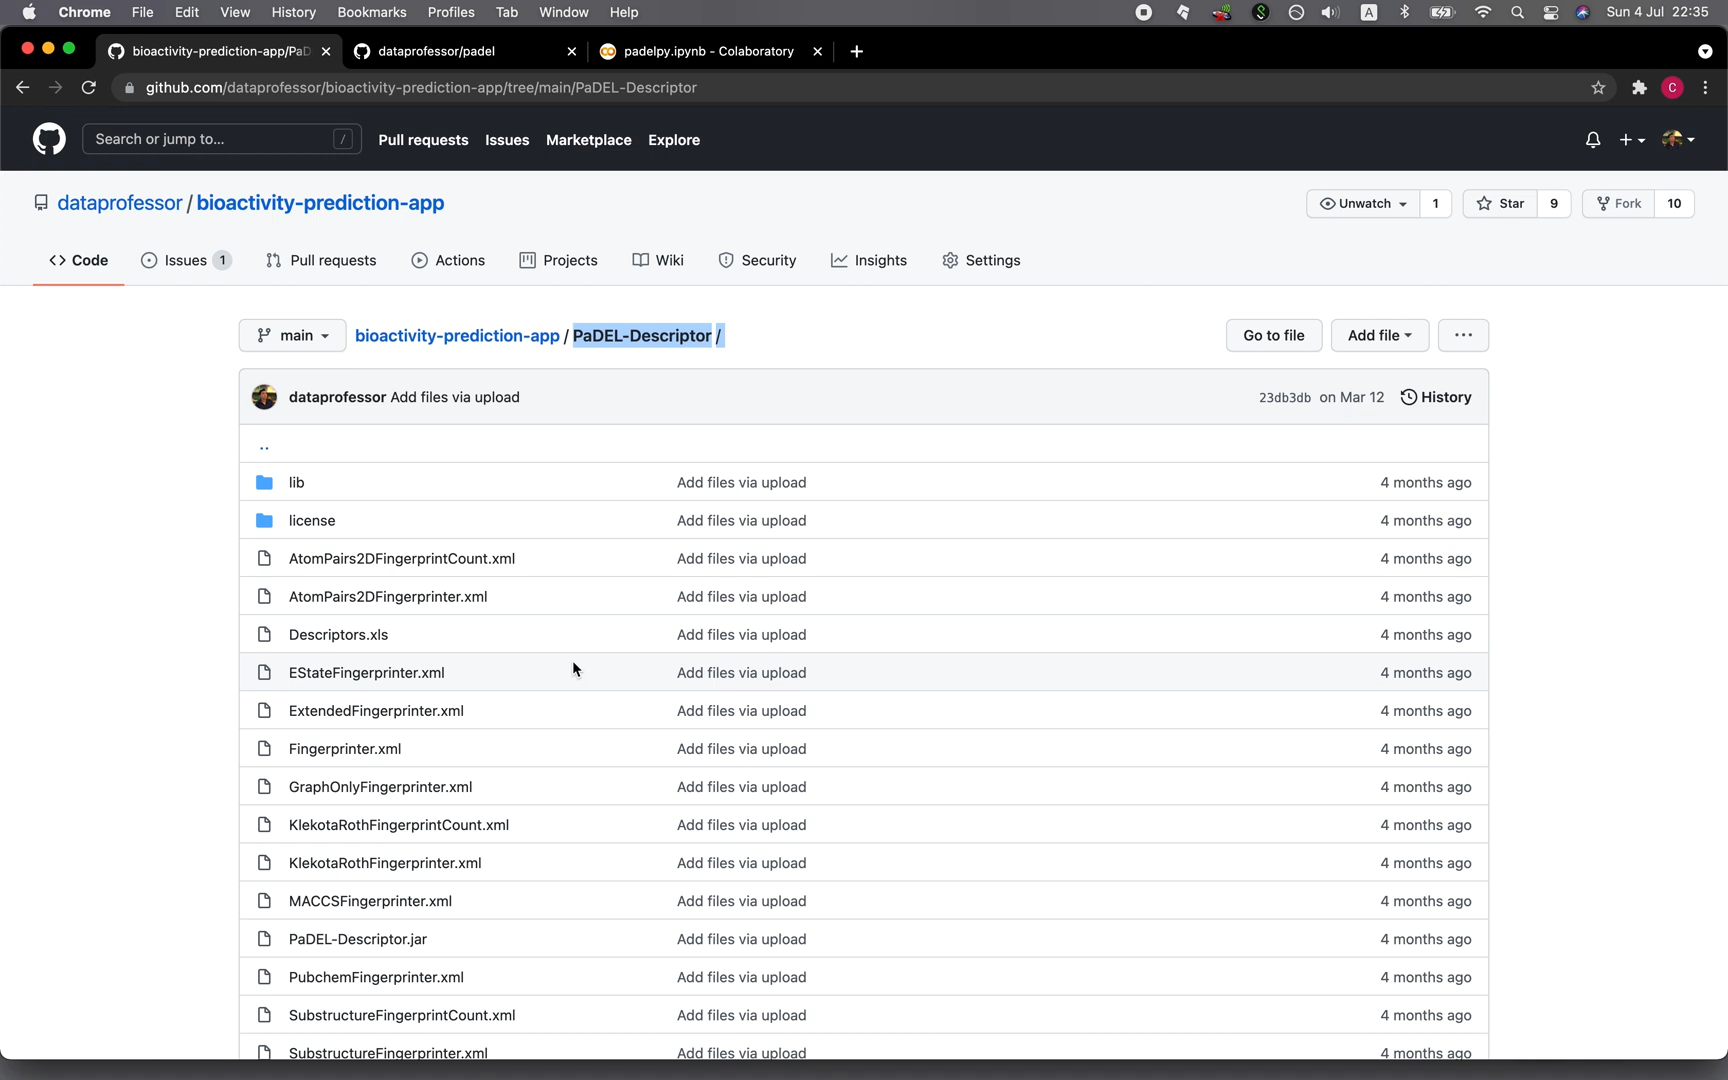 Chrome File Edit View History Bookmarks Profiles Tab Window Help A Sun 4 Jul 22:35
bioactivity-prediction-app/PaD dataprofessor/padel padelpy.ipynb - Colaboratory
github.com/dataprofessor/bioactivity-prediction-app/tree/main/PaDEL-Descriptor C
Search or jump to... / Pull requests Issues Marketplace Explore
dataprofessor / bioactivity-prediction-app Unwatch 1 Star 9 Fork 10
<> Code Issues 1 Pull requests Actions Projects Wiki Security Insights Settings
main bioactivity-prediction-app / PaDEL-Descriptor / Go to file Add file ...
dataprofessor Add files via upload 23db3db on Mar 12 History
..
lib Add files via upload 4 months ago
license Add files via upload 4 months ago
AtomPairs2DFingerprintCount.xml Add files via upload 4 months ago
AtomPairs2DFingerprinter.xml Add files via upload 4 months ago
Descriptors.xls Add files via upload 4 months ago
EStateFingerprinter.xml Add files via upload 4 months ago
ExtendedFingerprinter.xml Add files via upload 4 months ago
Fingerprinter.xml Add files via upload 4 months ago
GraphOnlyFingerprinter.xml Add files via upload 4 months ago
KlekotaRothFingerprintCount.xml Add files via upload 4 months ago
KlekotaRothFingerprinter.xml Add files via upload 4 months ago
MACCSFingerprinter.xml Add files via upload 4 months ago
PaDEL-Descriptor.jar Add files via upload 4 months ago
PubchemFingerprinter.xml Add files via upload 4 months ago
SubstructureFingerprintCount.xml Add files via upload 4 months ago
SubstructureFingerprinter.xml Add files via upload 4 months ago